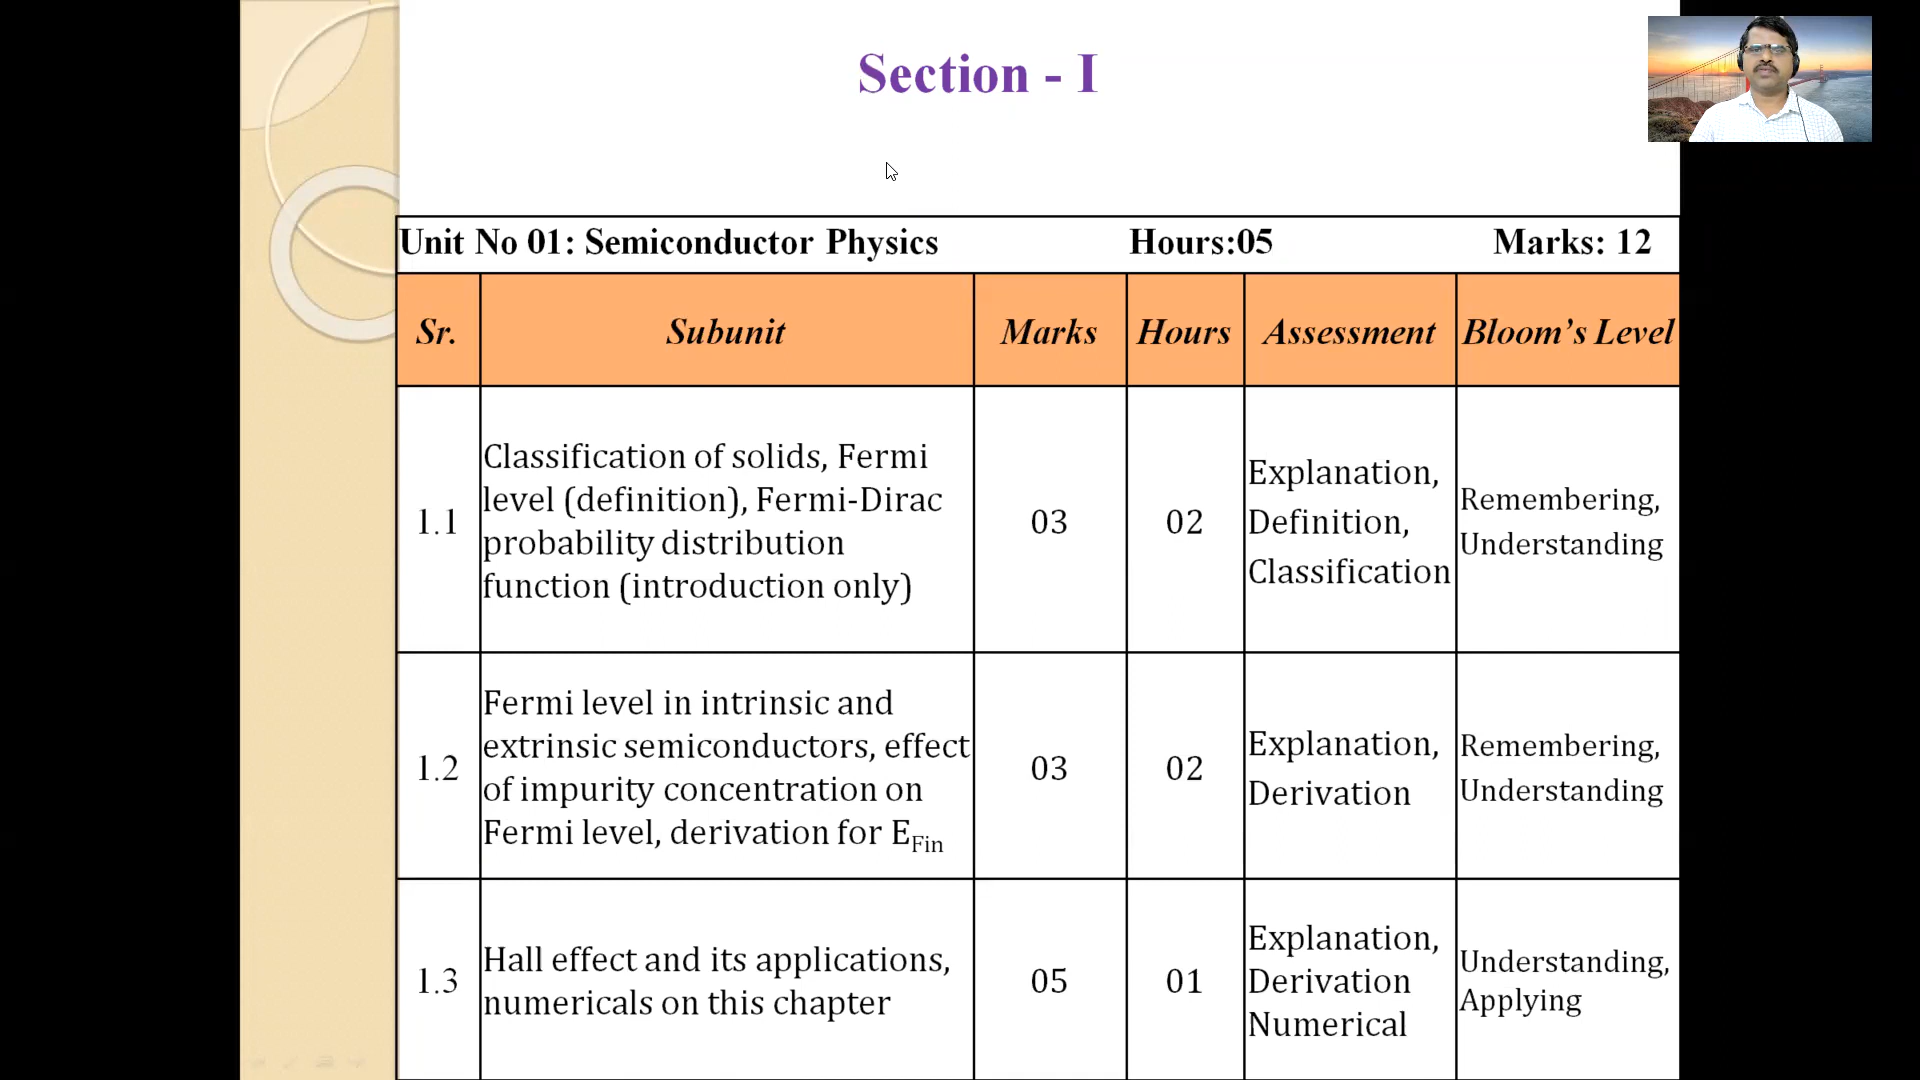 Section - I
Unit No 01: Semiconductor Physics Hours:05 Marks: 12
Sr. Subunit Marks Hours Assessment Bloom’s Level
1.1
Classification of solids, Fermi
level (definition), Fermi-Dirac
probability distribution
function (introduction only)
03
02
Explanation,
Definition,
Classification
Remembering,
Understanding
1.2
Fermi level in intrinsic and
extrinsic semiconductors, effect
of impurity concentration on
Fermi level, derivation for EFin
03
02
Explanation,
Derivation
Remembering,
Understanding
1.3
Hall effect and its applications,
numericals on this chapter
05
01
Explanation,
Derivation
Numerical
Understanding,
Applying